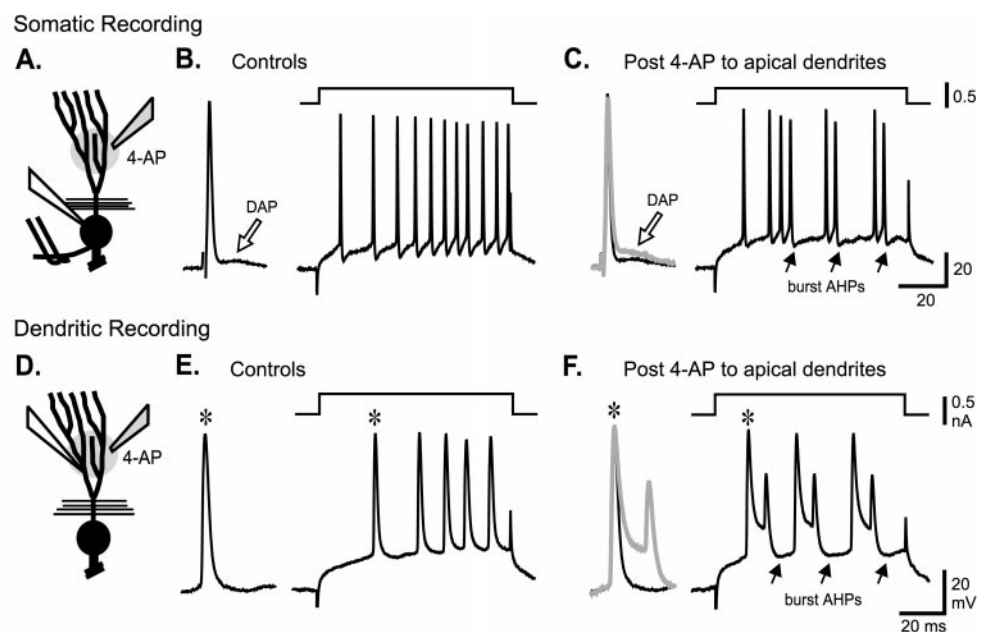 Somatic Recording
A. B. Controls C. Post 4-AP to apical dendrites
0.5
4-AP
DAP
DAP
burst AHPs
20
20
Dendritic Recording
D. E. Controls F. Post 4-AP to apical dendrites
0.5
nA
* * * *
4-AP
burst AHPs
20
mV
20 ms